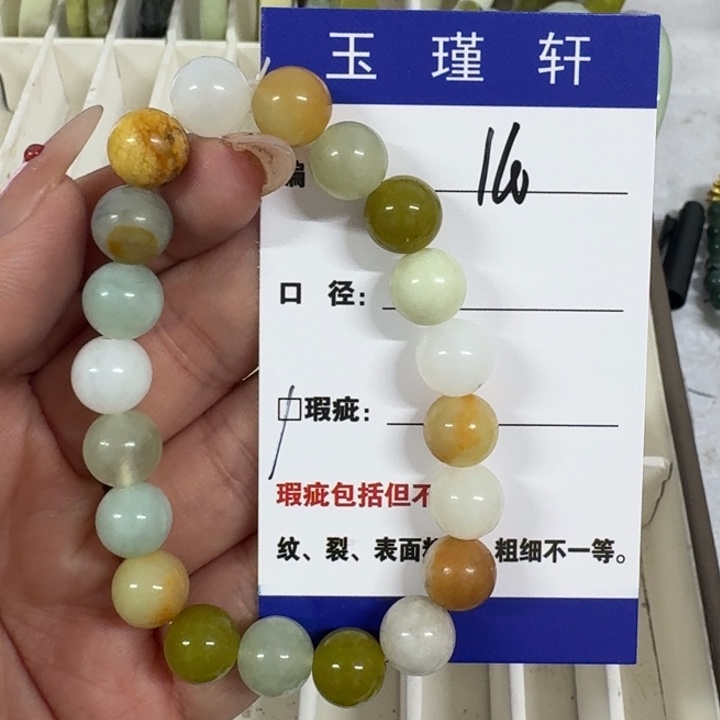 玉瑾轩
编 16
口 径：
□瑕疵：
瑕疵包括但不
纹、裂、表面 粗细不一等。